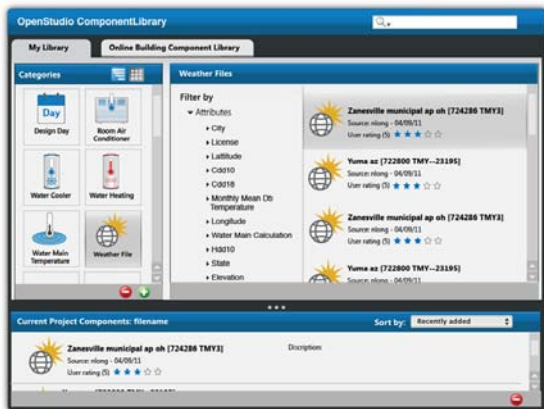 OpenStudio ComponentLibrary
My Library
Online Building Component Library
Categories
Day
Design Day
Room Air
Conditioner
Water Cooler
Water Heating
Water Main
Temperature
Weather File
Weather Files
Filter by
Attributes
City
License
Lattitude
Cdd10
Cdd18
Monthly Mean Db
Temperature
Longitude
Water Main Calculation
Hdd10
State
Elevation
Zanesville municipal ap oh [724286 TMY3]
Source: nlong - 04/09/11
User rating (5)
Yuma az [722800 TMY--23195]
Source: nlong - 04/09/11
User rating (5)
Zanesville municipal ap oh [724286 TMY3]
Source: nlong - 04/09/11
User rating (5)
Yuma az [722800 TMY--23195]
Source: nlong - 04/09/11
Current Project Components: filename
Sort by:
Recently added
Zanesville municipal ap oh [724286 TMY3]
Source: nlong - 04/09/11
User rating (5)
Discription: